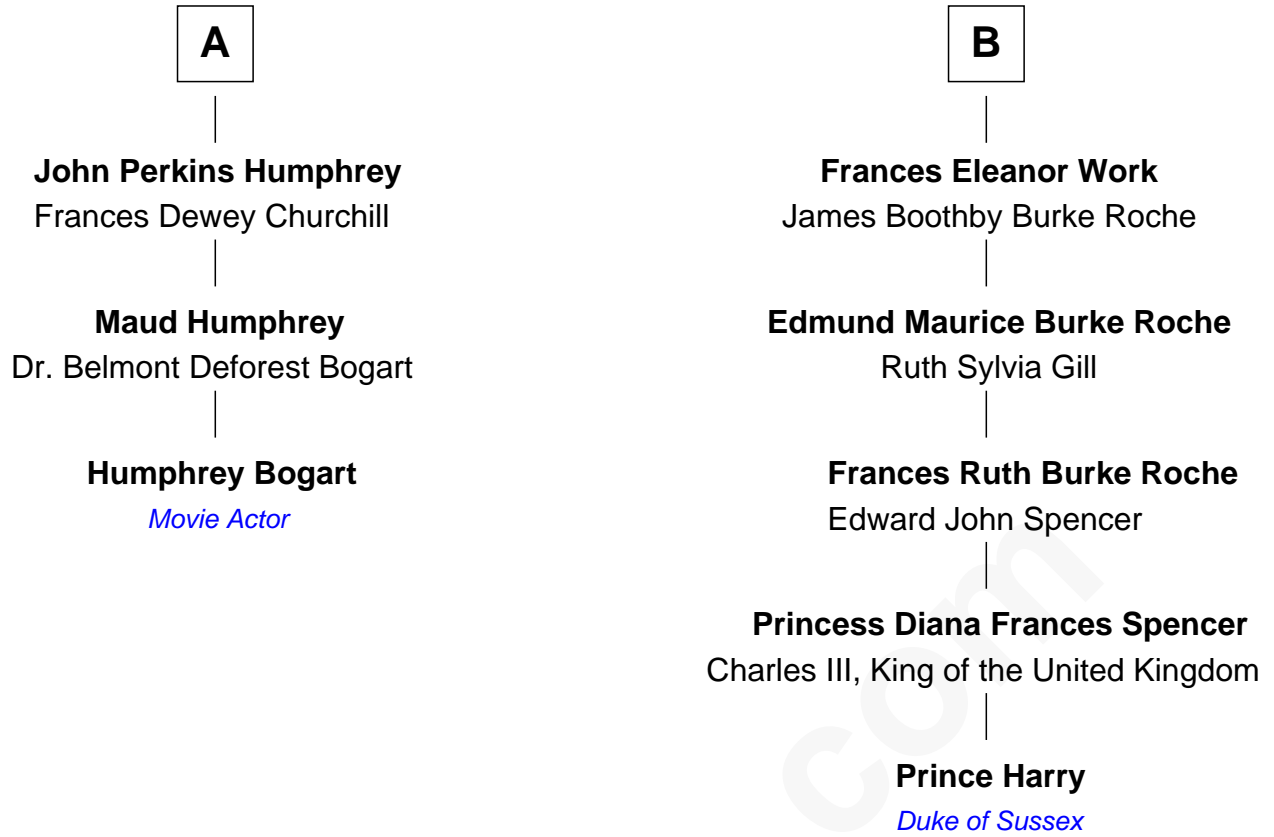 A
John Perkins Humphrey
Frances Dewey Churchill
Maud Humphrey
Dr. Belmont Deforest Bogart
Humphrey Bogart
Movie Actor
B
Frances Eleanor Work
James Boothby Burke Roche
Edmund Maurice Burke Roche
Ruth Sylvia Gill
Frances Ruth Burke Roche
Edward John Spencer
Princess Diana Frances Spencer
Charles III, King of the United Kingdom
Prince Harry
Duke of Sussex
com